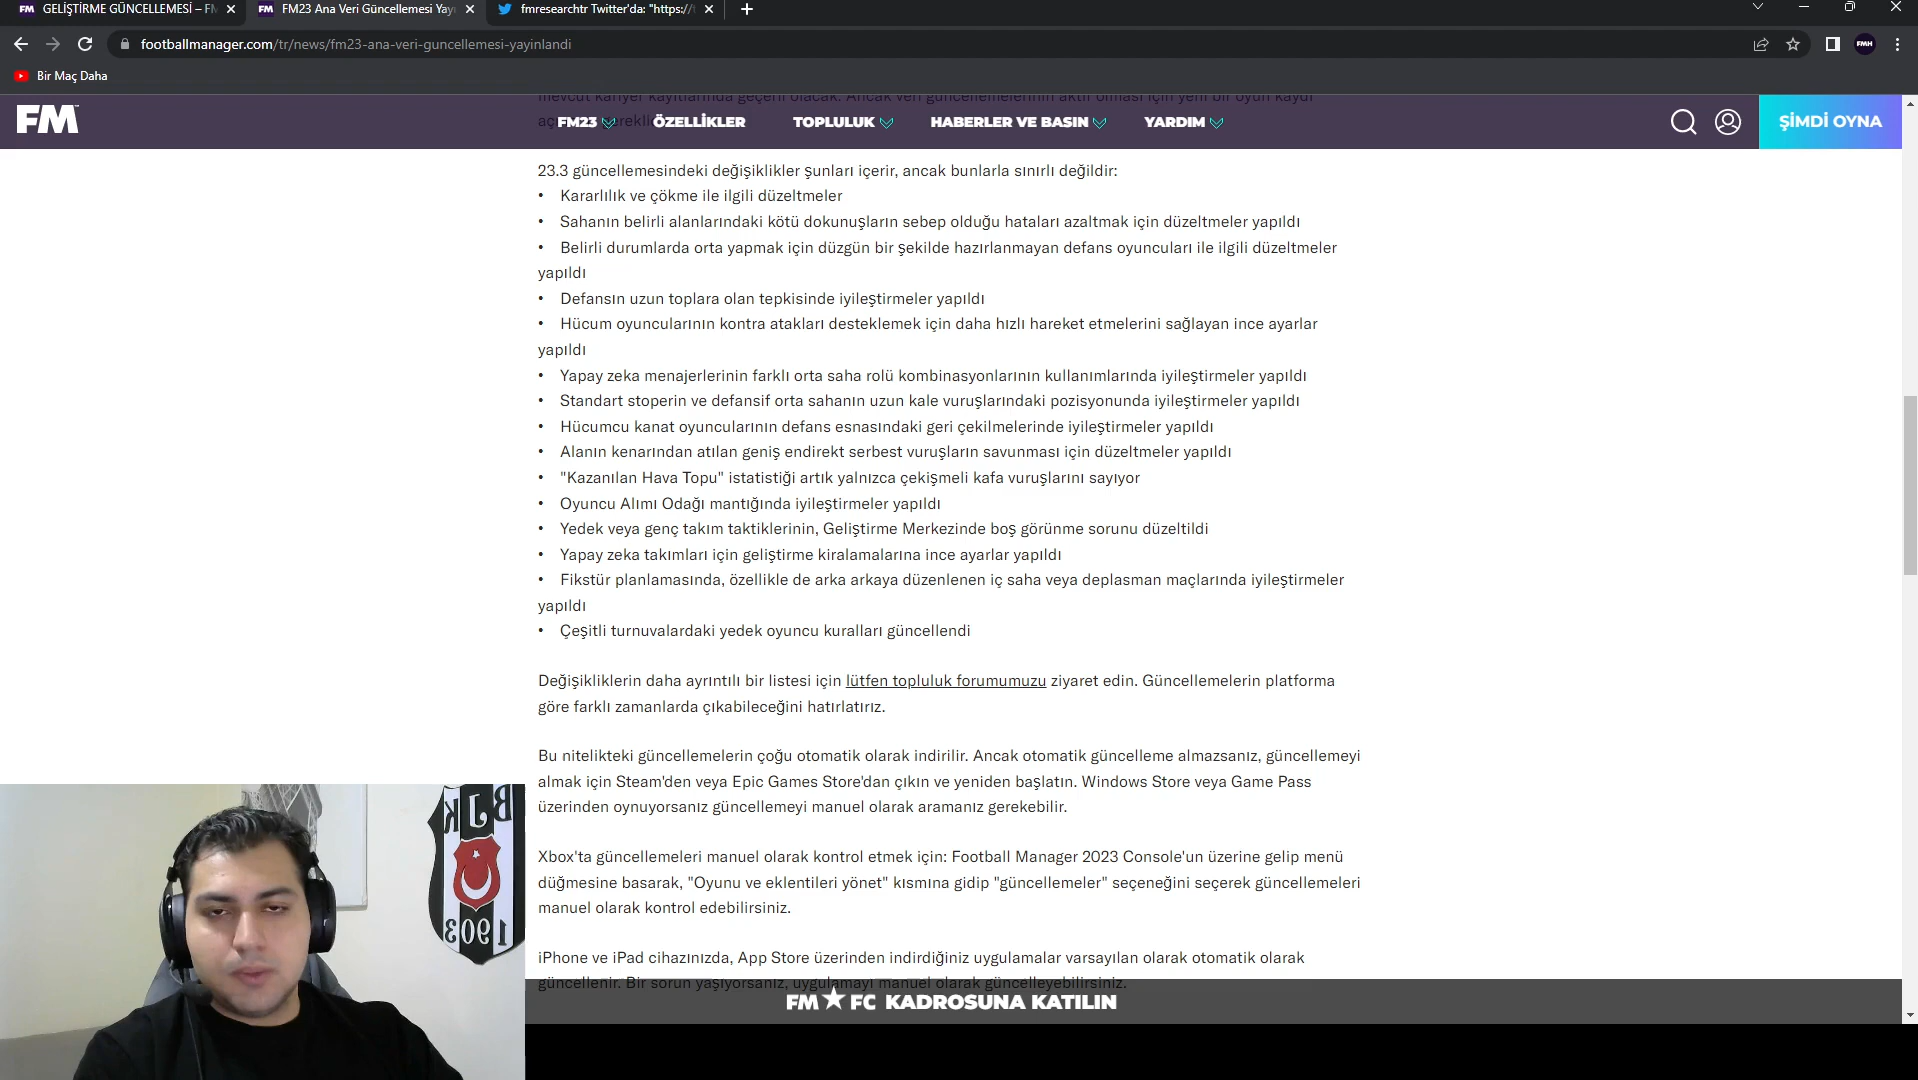 FM GELİŞTİRME GÜNCELLEMESİ – FM
FM FM23 Ana Veri Güncellemesi Yayı
fmresearchtr Twitter'da: "https://t
footballmanager.com/tr/news/fm23-ana-veri-guncellemesi-yayinlandi
FMH
Bir Maç Daha
mevcut kariyer kayıtlarında geçerli olacak. Ancak veri güncellemelerinin aktif olması için yeni bir oyun kaydı
FM
FM23
ÖZELLİKLER
TOPLULUK
HABERLER VE BASIN
YARDIM
ŞİMDİ OYNA
23.3 güncellemesindeki değişiklikler şunları içerir, ancak bunlarla sınırlı değildir:
• Kararlılık ve çökme ile ilgili düzeltmeler
• Sahanın belirli alanlarındaki kötü dokunuşların sebep olduğu hataları azaltmak için düzeltmeler yapıldı
• Belirli durumlarda orta yapmak için düzgün bir şekilde hazırlanmayan defans oyuncuları ile ilgili düzeltmeler
yapıldı
• Defansın uzun toplara olan tepkisinde iyileştirmeler yapıldı
• Hücum oyuncularının kontra atakları desteklemek için daha hızlı hareket etmelerini sağlayan ince ayarlar
yapıldı
• Yapay zeka menajerlerinin farklı orta saha rolü kombinasyonlarının kullanımlarında iyileştirmeler yapıldı
• Standart stoperin ve defansif orta sahanın uzun kale vuruşlarındaki pozisyonunda iyileştirmeler yapıldı
• Hücumcu kanat oyuncularının defans esnasındaki geri çekilmelerinde iyileştirmeler yapıldı
• Alanın kenarından atılan geniş endirekt serbest vuruşların savunması için düzeltmeler yapıldı
• "Kazanılan Hava Topu" istatistiği artık yalnızca çekişmeli kafa vuruşlarını sayıyor
• Oyuncu Alımı Odağı mantığında iyileştirmeler yapıldı
• Yedek veya genç takım taktiklerinin, Geliştirme Merkezinde boş görünme sorunu düzeltildi
• Yapay zeka takımları için geliştirme kiralamalarına ince ayarlar yapıldı
• Fikstür planlamasında, özellikle de arka arkaya düzenlenen iç saha veya deplasman maçlarında iyileştirmeler
yapıldı
• Çeşitli turnuvalardaki yedek oyuncu kuralları güncellendi
Değişikliklerin daha ayrıntılı bir listesi için lütfen topluluk forumumuzu ziyaret edin. Güncellemelerin platforma
göre farklı zamanlarda çıkabileceğini hatırlatırız.
Bu nitelikteki güncellemelerin çoğu otomatik olarak indirilir. Ancak otomatik güncelleme almazsanız, güncellemeyi
almak için Steam'den veya Epic Games Store'dan çıkın ve yeniden başlatın. Windows Store veya Game Pass
üzerinden oynuyorsanız güncellemeyi manuel olarak aramanız gerekebilir.
Xbox'ta güncellemeleri manuel olarak kontrol etmek için: Football Manager 2023 Console'un üzerine gelip menü
düğmesine basarak, "Oyunu ve eklentileri yönet" kısmına gidip "güncellemeler" seçeneğini seçerek güncellemeleri
manuel olarak kontrol edebilirsiniz.
iPhone ve iPad cihazınızda, App Store üzerinden indirdiğiniz uygulamalar varsayılan olarak otomatik olarak
güncellenir. Bir sorun yaşıyorsanız, uygulamayı manuel olarak güncelleyebilirsiniz.
FM★FC KADROSUNA KATILIN
BJK
1903